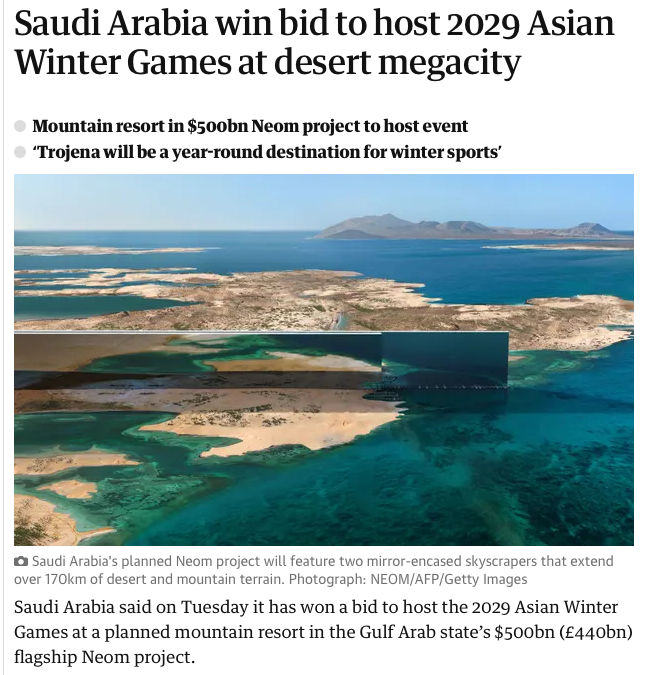 Saudi Arabia win bid to host 2029 Asian
Winter Games at desert megacity
Mountain resort in $500bn Neom project to host event
‘Trojena will be a year-round destination for winter sports’
Saudi Arabia's planned Neom project will feature two mirror-encased skyscrapers that extend
over 170km of desert and mountain terrain. Photograph: NEOM/AFP/Getty Images
Saudi Arabia said on Tuesday it has won a bid to host the 2029 Asian Winter
Games at a planned mountain resort in the Gulf Arab state’s $500bn (£440bn)
flagship Neom project.